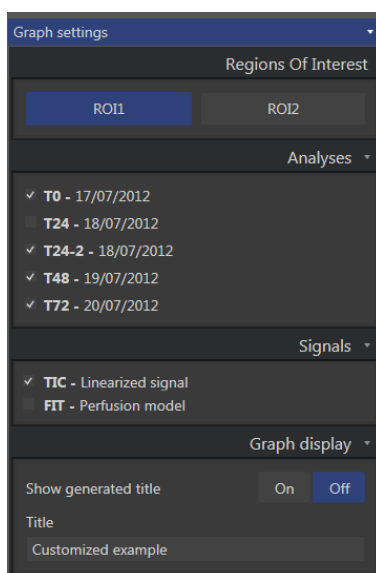 Graph settings
Regions Of Interest
ROI1 ROI2
Analyses
T0 - 17/07/2012
T24 - 18/07/2012
T24-2 - 18/07/2012
T48 - 19/07/2012
T72 - 20/07/2012
Signals
TIC - Linearized signal
FIT - Perfusion model
Graph display
Show generated title On Off
Title
Customized example